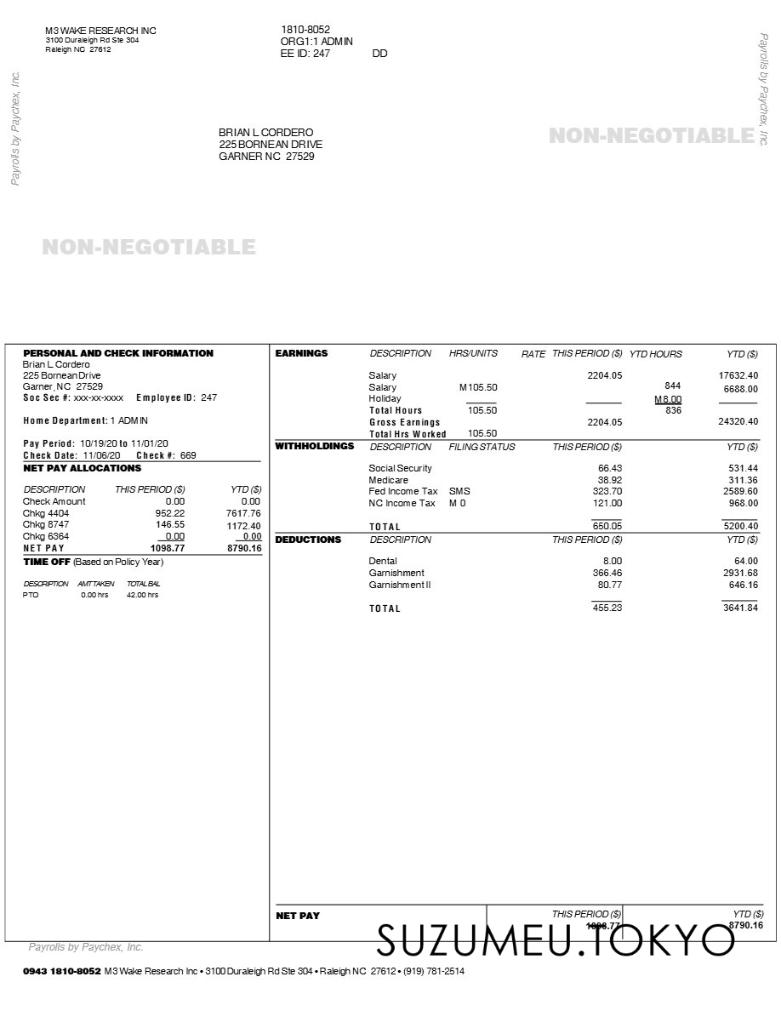 M3 WAKE RESEARCH INC
3100 Duraleigh Rd Ste 304
Raleigh NC 27612
1810-8052
ORG1:1 ADMIN
EE ID: 247 DD
Payrolls by Paychex, Inc.
Payrolls by Paychex, Inc.
BRIAN L CORDERO
225 BORNEAN DRIVE
GARNER NC 27529
NON-NEGOTIABLE
NON-NEGOTIABLE
PERSONAL AND CHECK INFORMATION
Brian L Cordero
225 Bornean Drive
Garner, NC 27529
Soc Sec #: xxx-xx-xxxx Employee ID: 247
Home Department: 1 ADMIN
Pay Period: 10/19/20 to 11/01/20
Check Date: 11/06/20 Check #: 669
NET PAY ALLOCATIONS
DESCRIPTION THIS PERIOD ($) YTD ($)
Check Amount 0.00 0.00
Chkg 4404 952.22 7617.76
Chkg 8747 146.55 1172.40
Chkg 6364 0.00 0.00
NET PAY 1098.77 8790.16
TIME OFF (Based on Policy Year)
DESCRIPTION AMT TAKEN TOTAL BAL
PTO 0.00 hrs 42.00 hrs
EARNINGS DESCRIPTION HRS/UNITS RATE THIS PERIOD ($) YTD HOURS YTD ($)
Salary 2204.05 17632.40
Salary M105.50 844 6688.00
Holiday M8.00
Total Hours 105.50 836
Gross Earnings 2204.05 24320.40
Total Hrs Worked 105.50
WITHHOLDINGS DESCRIPTION FILING STATUS THIS PERIOD ($) YTD ($)
Social Security 66.43 531.44
Medicare 38.92 311.36
Fed Income Tax SMS 323.70 2589.60
NC Income Tax M 0 121.00 968.00
TOTAL 650.05 5200.40
DEDUCTIONS DESCRIPTION THIS PERIOD ($) YTD ($)
Dental 8.00 64.00
Garnishment 366.46 2931.68
Garnishment II 80.77 646.16
TOTAL 455.23 3641.84
NET PAY THIS PERIOD ($) YTD ($)
1098.77 8790.16
SUZUMEU.TOKYO
Payrolls by Paychex, Inc.
0943 1810-8052 M3 Wake Research Inc • 3100 Duraleigh Rd Ste 304 • Raleigh NC 27612 • (919) 781-2514